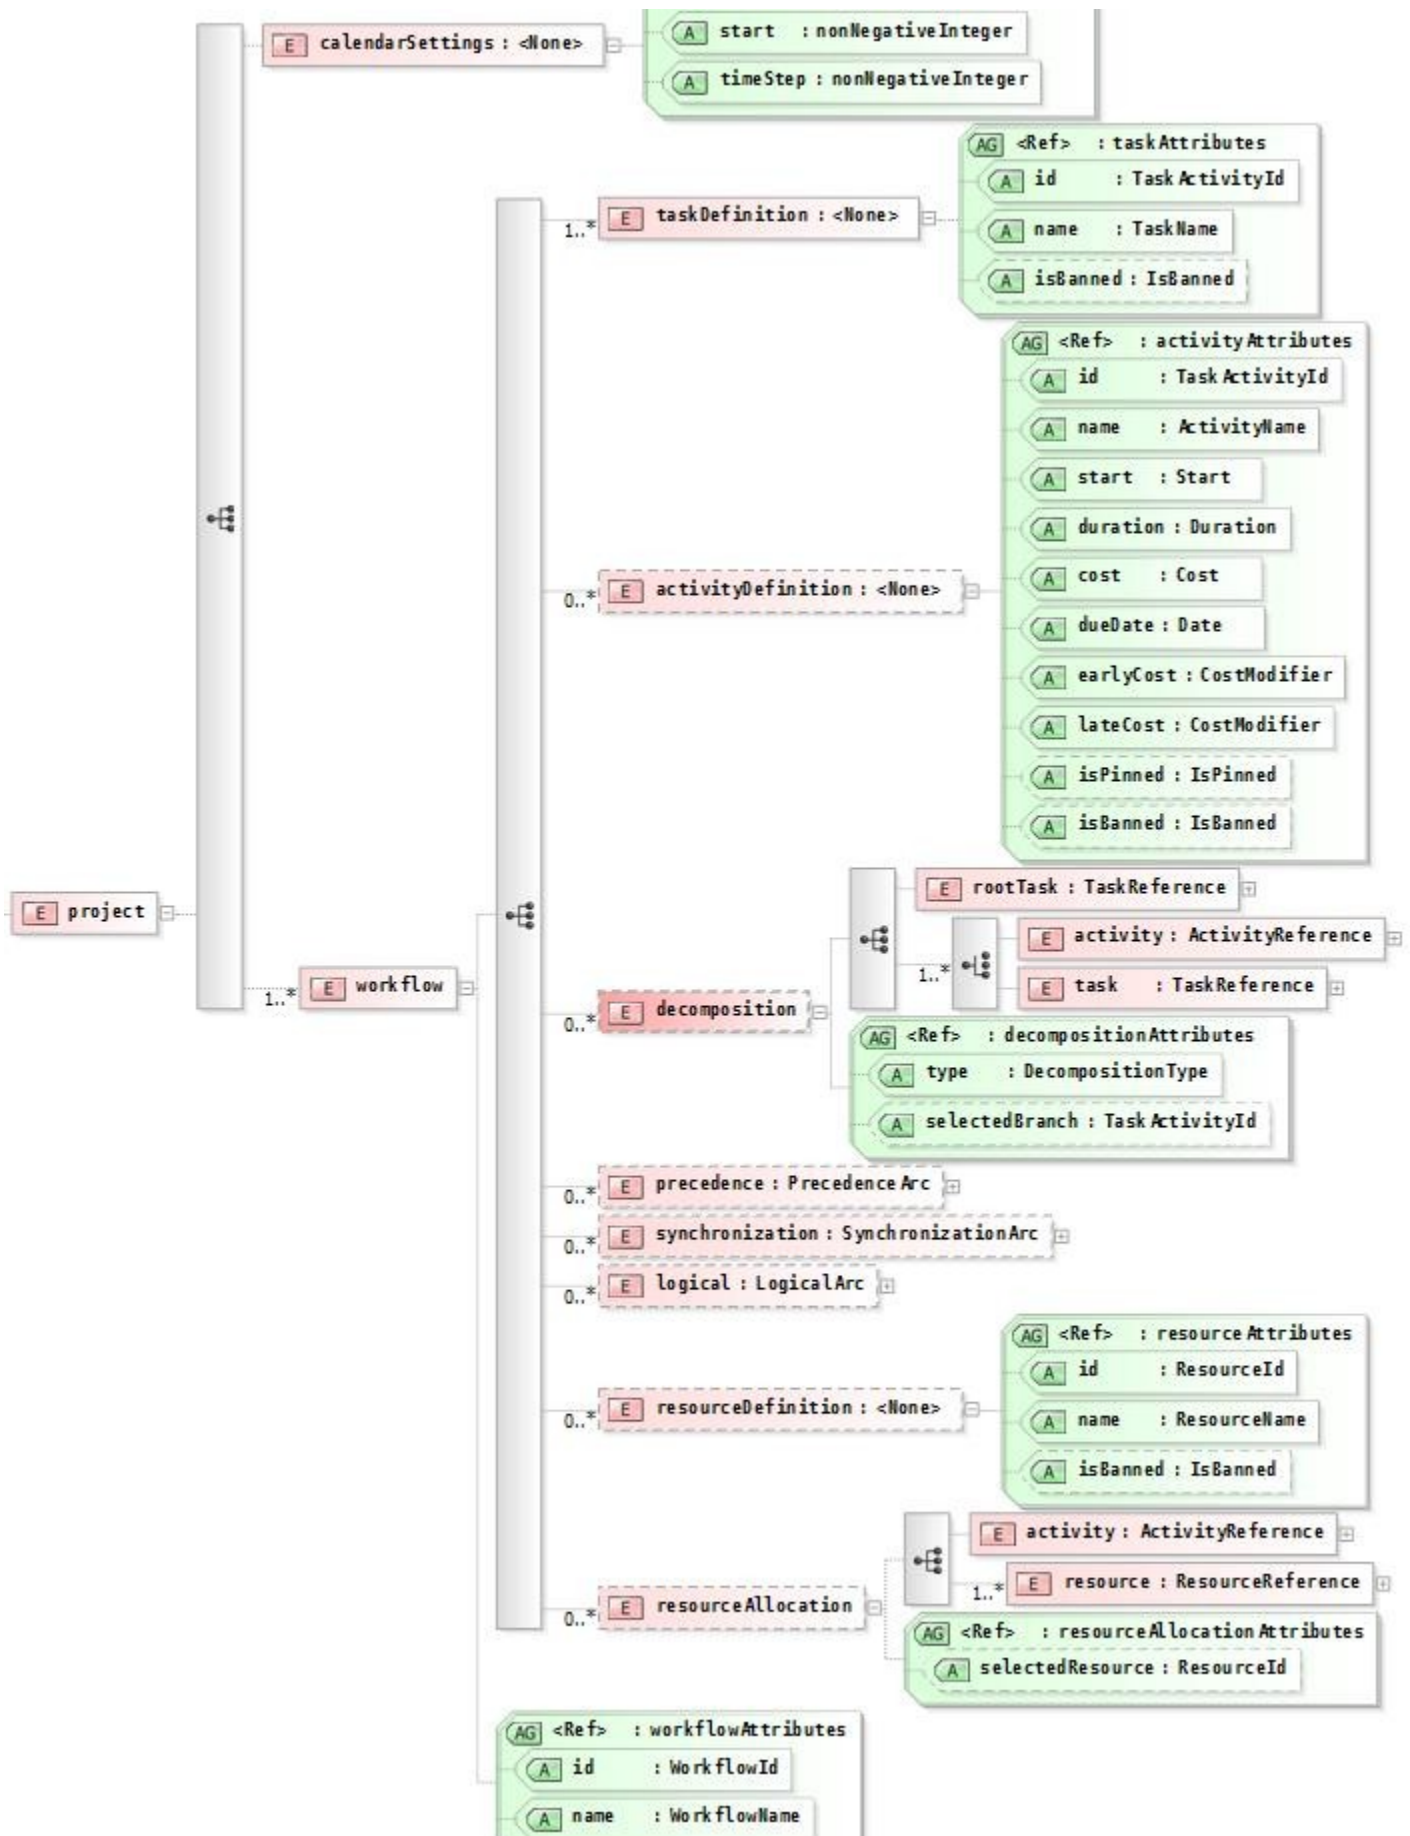 A start : nonNegativeInteger
E calendarSettings : <None>
A timeStep : nonNegativeInteger
AG <Ref> : taskAttributes
A id : TaskActivityId
1..* E taskDefinition : <None>
A name : TaskName
A isBanned : IsBanned
AG <Ref> : activityAttributes
A id : TaskActivityId
A name : ActivityName
A start : Start
A duration : Duration
0..* E activityDefinition : <None>
A cost : Cost
A dueDate : Date
A earlyCost : CostModifier
A lateCost : CostModifier
A isPinned : IsPinned
A isBanned : IsBanned
E rootTask : TaskReference
E project
E activity : ActivityReference
1..*
1..* E workflow
E task : TaskReference
0..* E decomposition
AG <Ref> : decompositionAttributes
A type : DecompositionType
A selectedBranch : TaskActivityId
0..* E precedence : PrecedenceArc
0..* E synchronization : SynchronizationArc
0..* E logical : LogicalArc
AG <Ref> : resourceAttributes
A id : ResourceId
0..* E resourceDefinition : <None>
A name : ResourceName
A isBanned : IsBanned
E activity : ActivityReference
1..* E resource : ResourceReference
0..* E resourceAllocation
AG <Ref> : resourceAllocationAttributes
A selectedResource : ResourceId
AG <Ref> : workflowAttributes
A id : WorkflowId
A name : WorkflowName